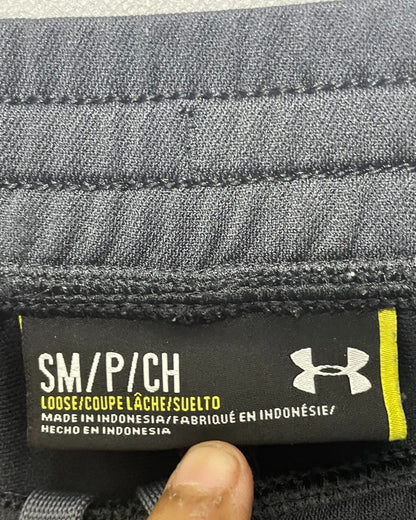 SM/P/CH
LOOSE/COUPE LÂCHE/SUELTO
MADE IN INDONESIA/FABRIQUÉ EN INDONÉSIE/
HECHO EN INDONESIA